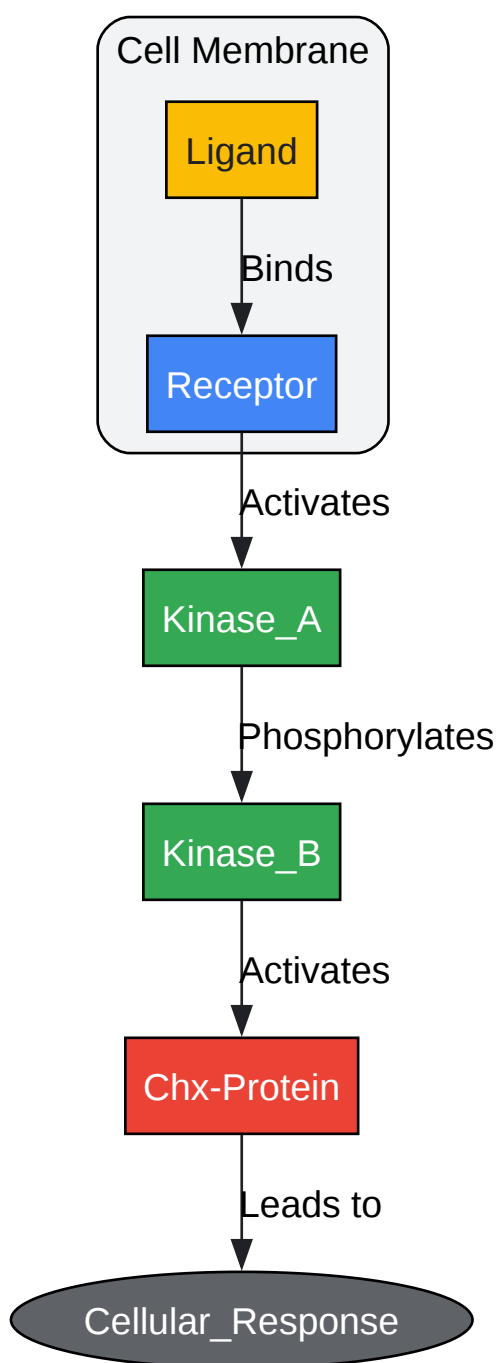 Cell Membrane
Ligand
Binds
Receptor
Activates
Kinase_A
Phosphorylates
Kinase_B
Activates
Chx-Protein
Leads to
Cellular_Response